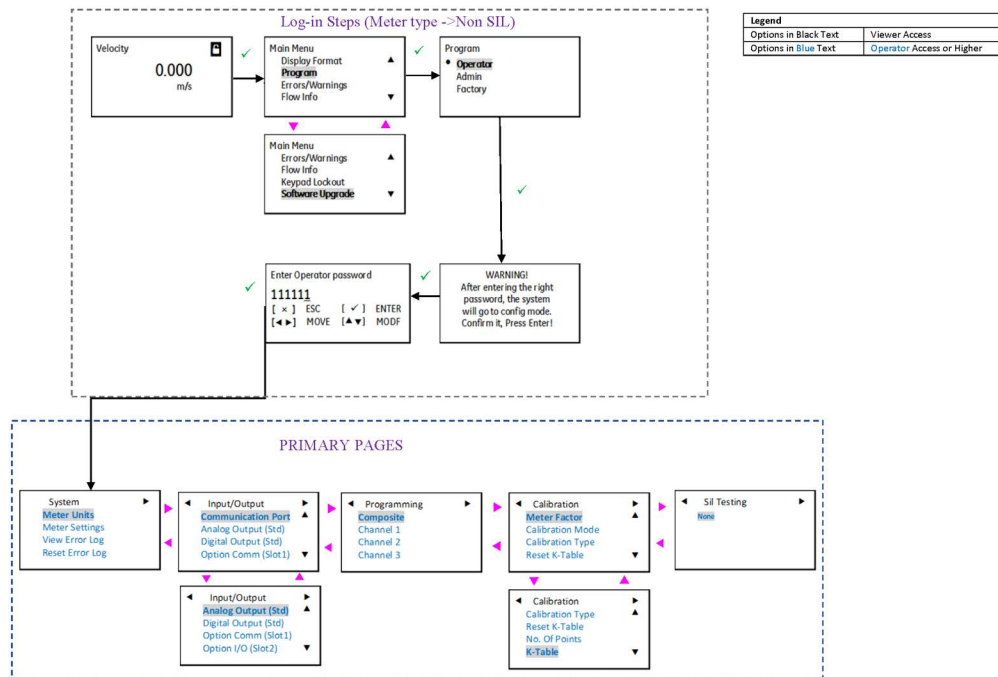 Log-in Steps (Meter type ->Non SIL)
Legend
Options in Black Text Viewer Access
Options in Blue Text Operator Access or Higher
Velocity
0.000
m/s
Main Menu
Display Format
Program
Errors/Warnings
Flow Info
Program
Operator
Admin
Factory
Main Menu
Errors/Warnings
Flow Info
Keypad Lockout
Software Upgrade
Enter Operator password
111111
[ × ] ESC [ ✓ ] ENTER
[◄ ►] MOVE [▲ ▼] MODF
WARNING!
After entering the right
password, the system
will go to config mode.
Confirm it, Press Enter!
PRIMARY PAGES
System
Meter Units
Meter Settings
View Error Log
Reset Error Log
Input/Output
Communication Port
Analog Output (Std)
Digital Output (Std)
Option Comm (Slot1)
Programming
Composite
Channel 1
Channel 2
Channel 3
Calibration
Meter Factor
Calibration Mode
Calibration Type
Reset K-Table
Sil Testing
None
Input/Output
Analog Output (Std)
Digital Output (Std)
Option Comm (Slot1)
Option I/O (Slot2)
Calibration
Calibration Type
Reset K-Table
No. Of Points
K-Table